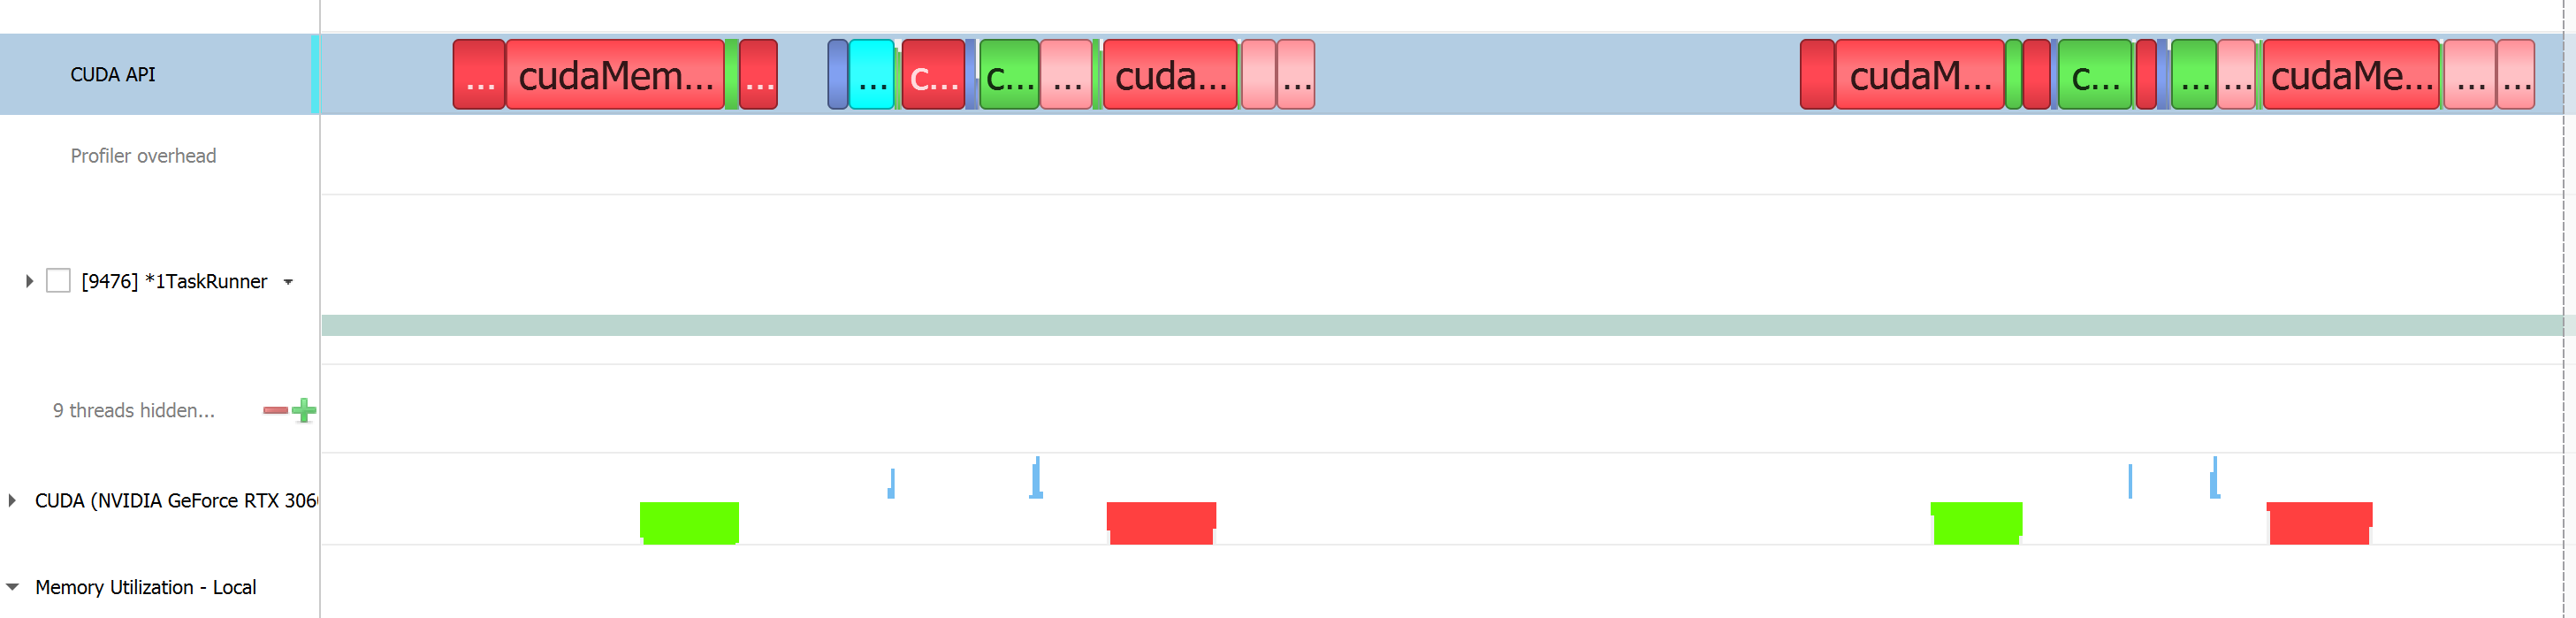 CUDA API
... cudaMem... ... ... c... c... ... cuda... ... cudaM... c... ... ... cudaMe... ... ...
Profiler overhead
[9476] *1TaskRunner
9 threads hidden...
CUDA (NVIDIA GeForce RTX 306
Memory Utilization - Local